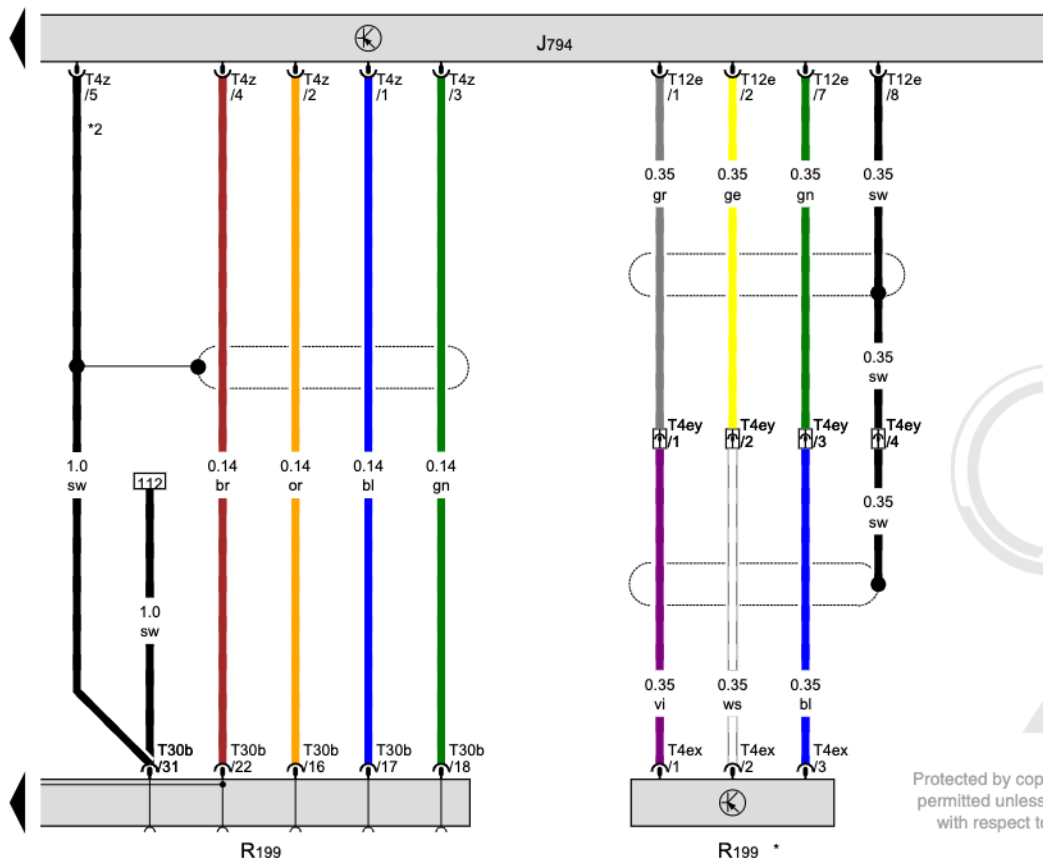 J794
T4z T4z T4z T4z T4z T12e T12e T12e T12e
/5 /4 /2 /1 /3 /1 /2 /7 /8
*2
0.35 0.35 0.35 0.35
gr ge gn sw
0.35
sw
T4ey T4ey T4ey T4ey
/1 /2 /3 /4
1.0 0.14 0.14 0.14 0.14
sw 112 br or bl gn
0.35
sw
1.0
sw
0.35 0.35 0.35
vi ws bl
T30b T30b T30b T30b T30b T4ex T4ex T4ex
/31 /22 /16 /17 /18 /1 /2 /3
Protected by cop
permitted unless
with respect to
R199 R199 *